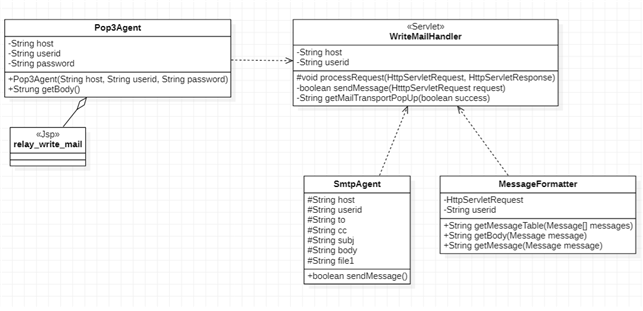 Pop3Agent
-String host
-String userid
-String password
+Pop3Agent(String host, String userid, String password)
+Strung getBody()
«Jsp»
relay_write_mail
«Servlet»
WriteMailHandler
-String host
-String userid
#void processRequest(HttpServletRequest, HttpServletResponse)
-boolean sendMessage(HtttpServletRequest request)
-String getMailTransportPopUp(boolean success)
SmtpAgent
#String host
#String userid
#String to
#String cc
#String subj
#String body
#String file1
+boolean sendMessage()
MessageFormatter
-HttpServletRequest
-String userid
+String getMessageTable(Message[] messages)
+String getBody(Message message)
+String getMessage(Message message)